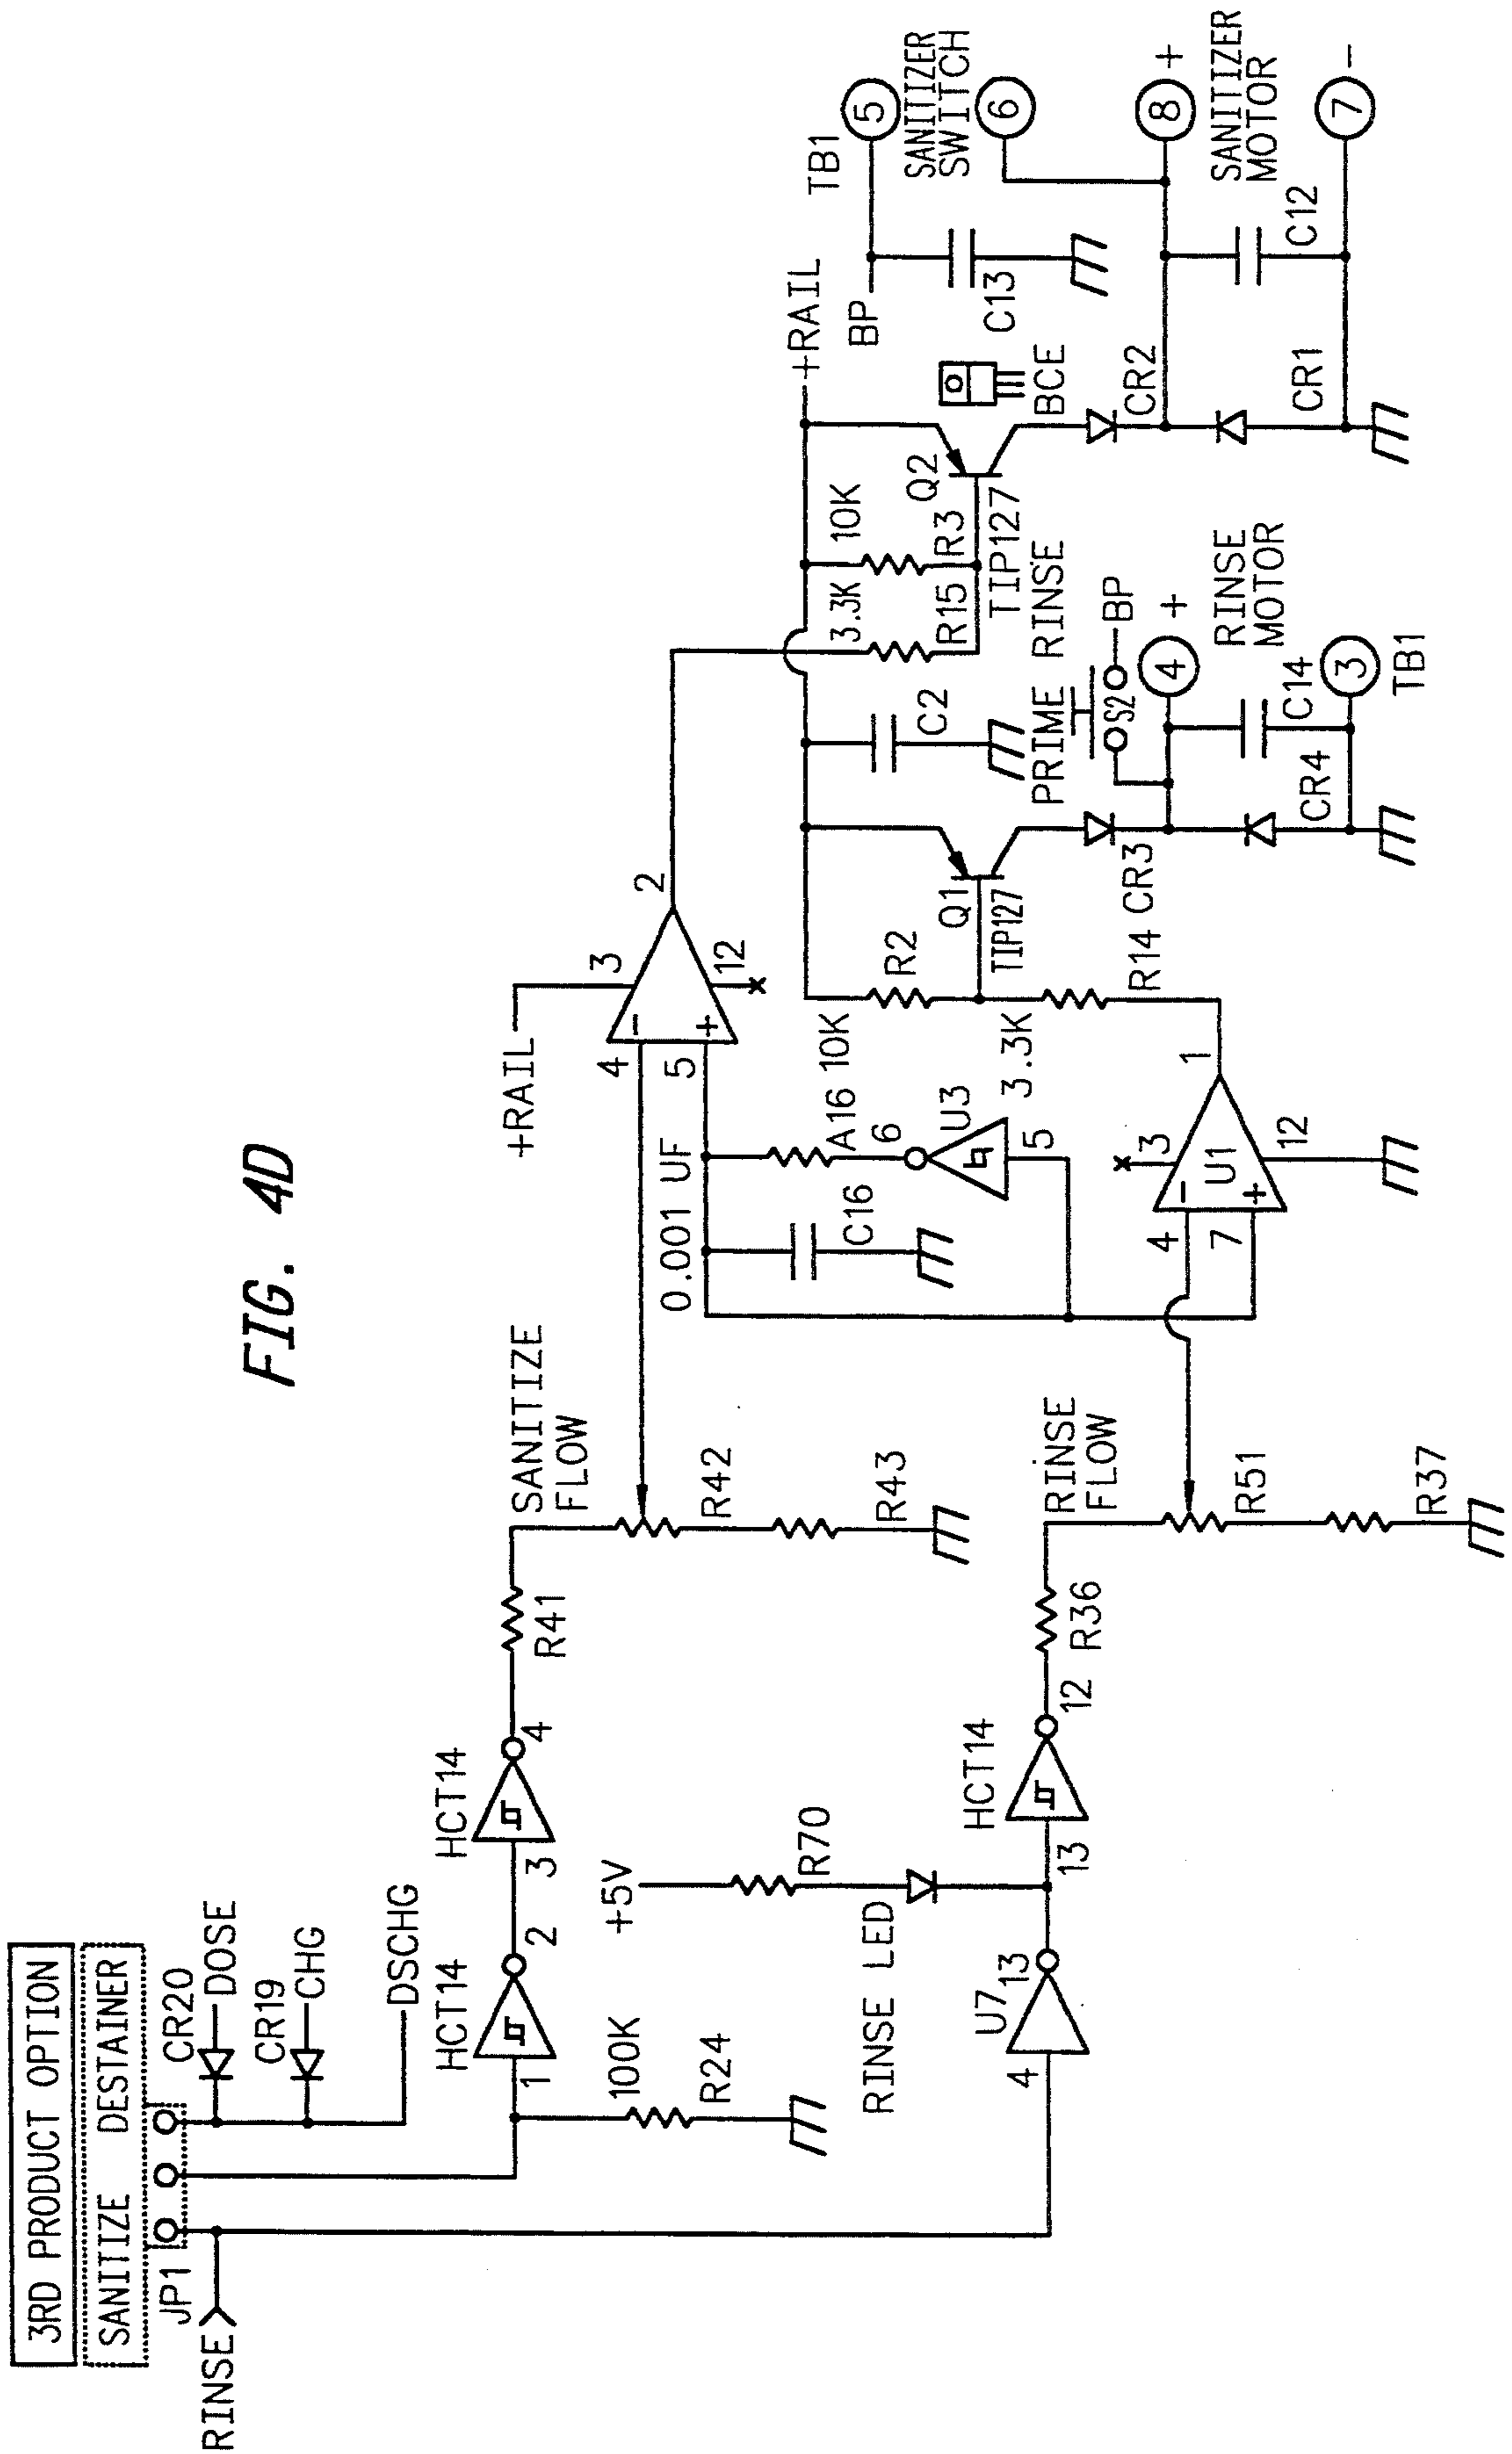 FIG. 4D
3RD PRODUCT OPTION
SANITIZE DESTAINER
JP1
RINSE
CR20
DOSE
CR19
CHG
DSCHG
HCT14
1
2
100K
R24
HCT14
3
4
R41
SANITIZE
FLOW
R42
R43
U7
4
13
+5V
R70
RINSE LED
13
HCT14
12
R36
RINSE
FLOW
R51
R37
+RAIL
4
5
3
12
2
0.001 UF
C16
A16
6
U3
5
4
7
U1
3
12
1
10K
R2
3.3K
R14
Q1
TIP127
CR3
CR4
C2
PRIME RINSE
S2
BP
4
+
RINSE
MOTOR
C14
3
TB1
3.3K
R15
10K
R3
Q2
TIP127
+RAIL
BCE
CR2
CR1
BP
C13
TB1
5
SANITIZER
SWITCH
6
8
+
SANITIZER
MOTOR
C12
7
-